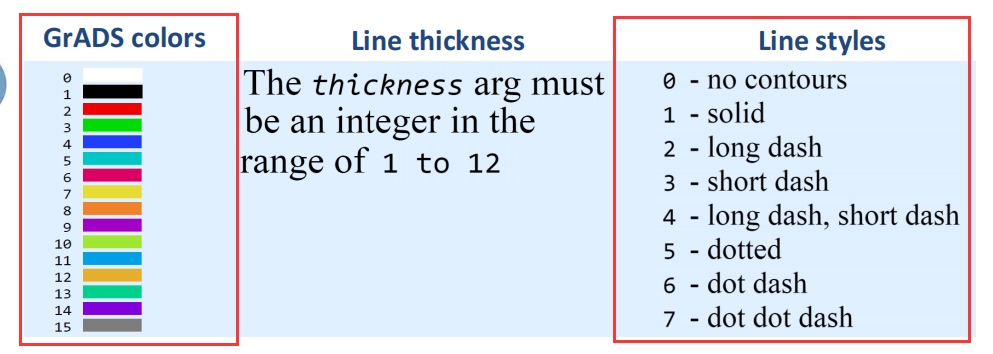 GrADS colors
0
1
2
3
4
5
6
7
8
9
10
11
12
13
14
15
Line thickness
The thickness arg must
be an integer in the
range of 1 to 12
Line styles
0 - no contours
1 - solid
2 - long dash
3 - short dash
4 - long dash, short dash
5 - dotted
6 - dot dash
7 - dot dot dash